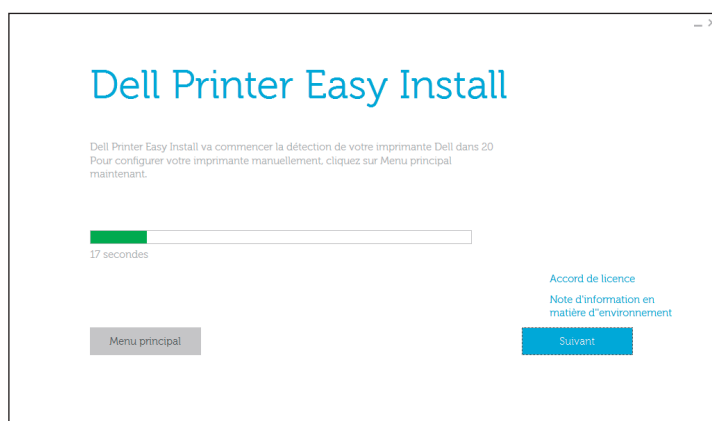 Dell Printer Easy Install
Dell Printer Easy Install va commencer la détection de votre imprimante Dell dans 20
Pour configurer votre imprimante manuellement, cliquez sur Menu principal
maintenant.
17 secondes
Accord de licence
Note d'information en
matière d''environnement
Menu principal
Suivant